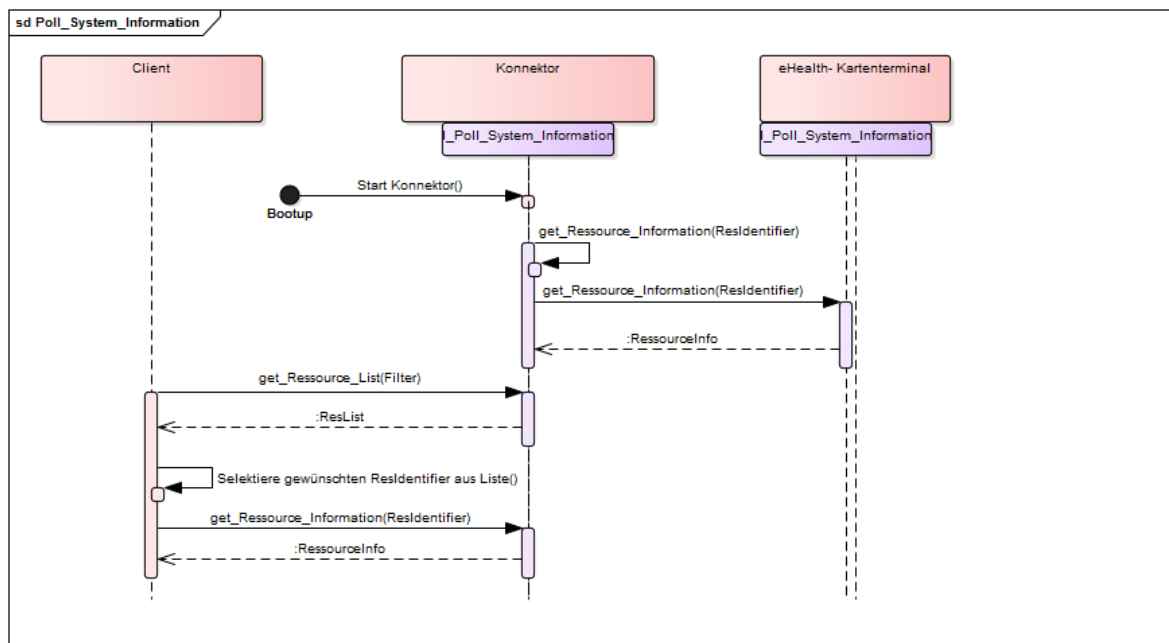 sd Poll_System_Information
Client
Konnektor
eHealth- Kartenterminal
I_Poll_System_Information
I_Poll_System_Information
Start Konnektor()
Bootup
get_Ressource_Information(ResIdentifier)
get_Ressource_Information(ResIdentifier)
:RessourceInfo
get_Ressource_List(Filter)
:ResList
Selektiere gewünschten ResIdentifier aus Liste()
get_Ressource_Information(ResIdentifier)
:RessourceInfo